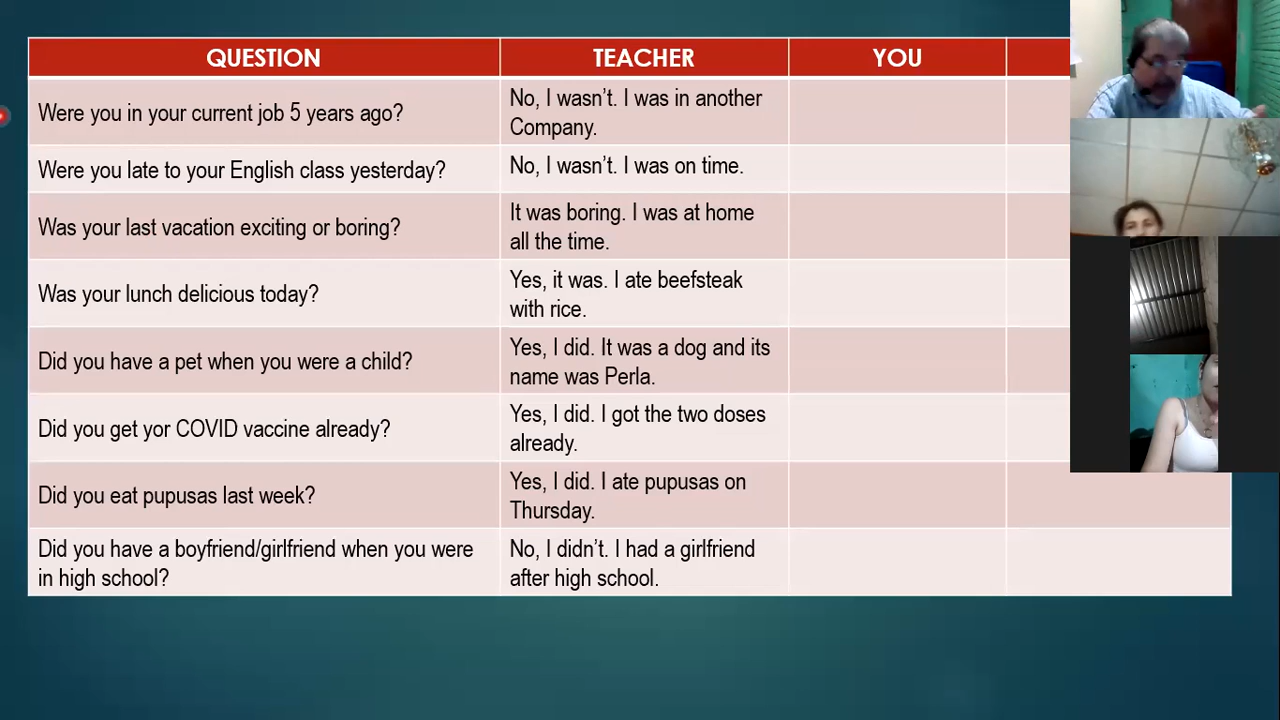 QUESTION
TEACHER
YOU
Were you in your current job 5 years ago?
No, I wasn't. I was in another
Company.
Were you late to your English class yesterday?
No, I wasn't. I was on time.
Was your last vacation exciting or boring?
It was boring. I was at home
all the time.
Was your lunch delicious today?
Yes, it was. I ate beefsteak
with rice.
Did you have a pet when you were a child?
Yes, I did. It was a dog and its
name was Perla.
Did you get yor COVID vaccine already?
Yes, I did. I got the two doses
already.
Did you eat pupusas last week?
Yes, I did. I ate pupusas on
Thursday.
Did you have a boyfriend/girlfriend when you were
in high school?
No, I didn't. I had a girlfriend
after high school.